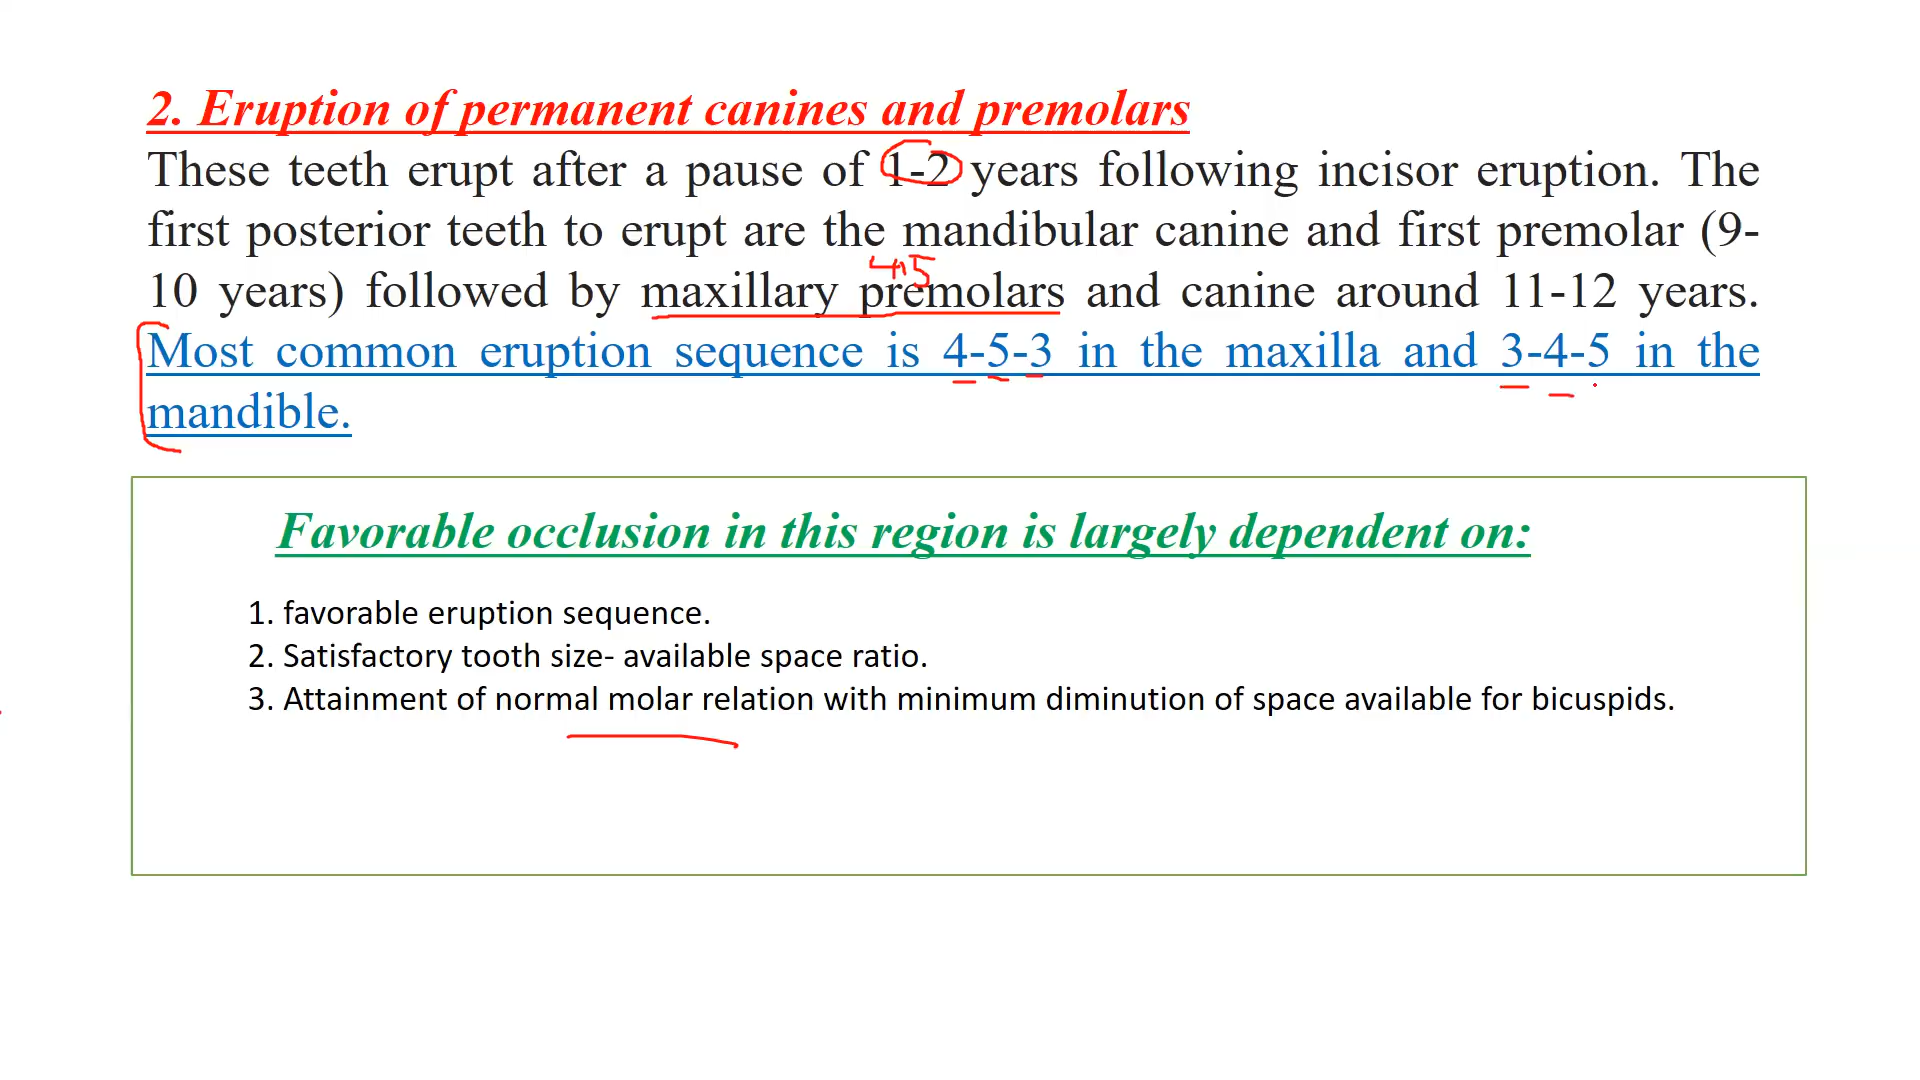 2. Eruption of permanent canines and premolars
These teeth erupt after a pause of 1-2 years following incisor eruption. The
first posterior teeth to erupt are the mandibular canine and first premolar (9-
4,5
10 years) followed by maxillary premolars and canine around 11-12 years.
Most common eruption sequence is 4-5-3 in the maxilla and 3-4-5 in the
mandible.
Favorable occlusion in this region is largely dependent on:
1. favorable eruption sequence.
2. Satisfactory tooth size- available space ratio.
3. Attainment of normal molar relation with minimum diminution of space available for bicuspids.